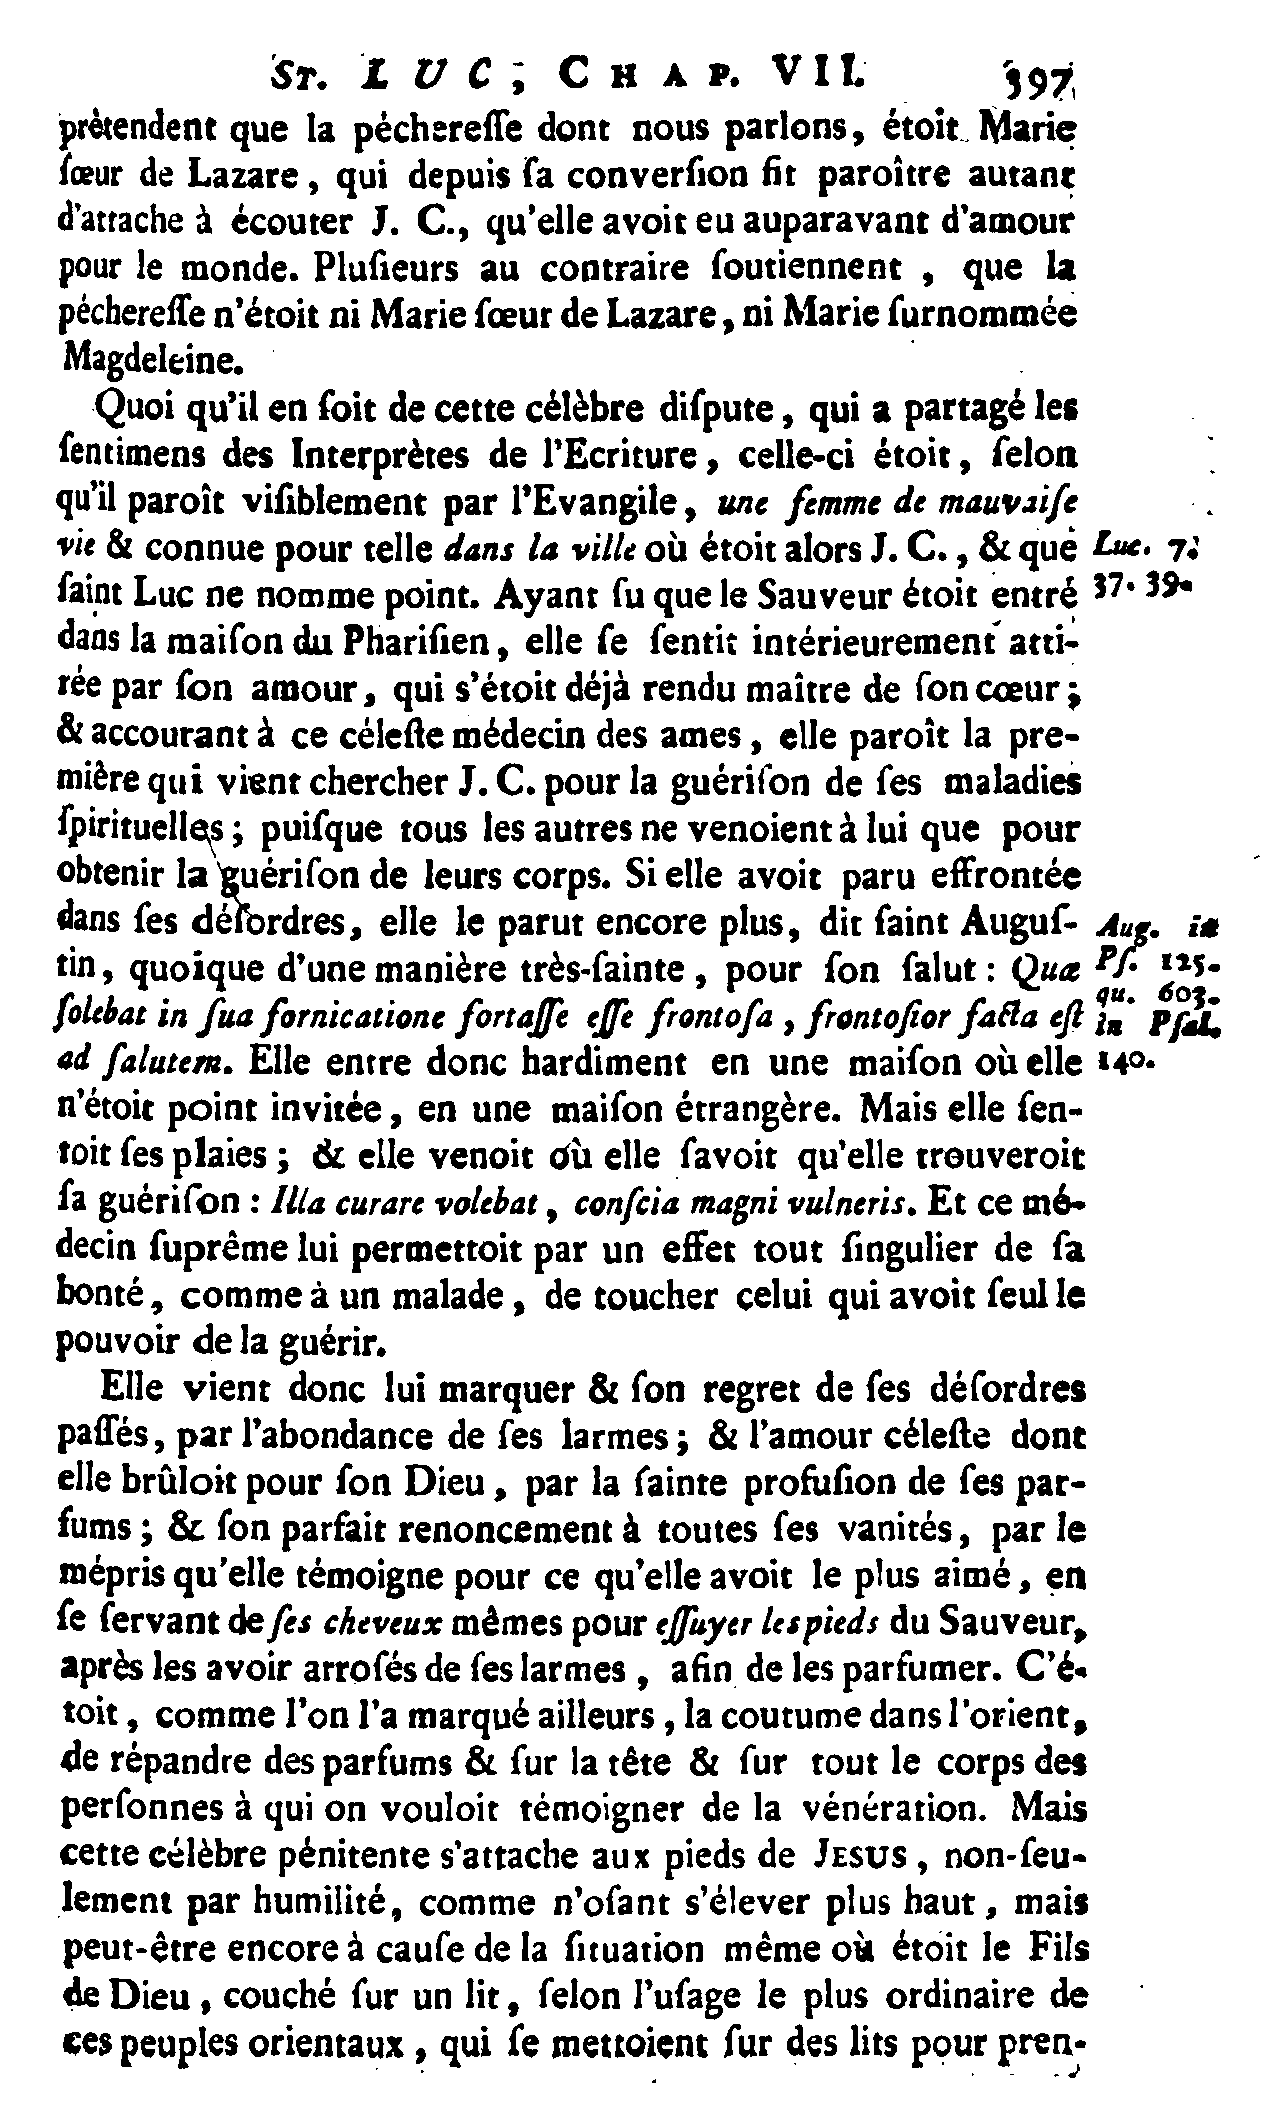 St. LUC, CHAP. VII. 397
prétendent que la pécheresſe dont nous parlons, étoit Marie
ſœur de Lazare, qui depuis ſa converſion fit paroître autant
d'attache à écouter J. C., qu'elle avoit eu auparavant d'amour
pour le monde. Pluſieurs au contraire ſoutiennent, que la
péchereſſe n'étoit ni Marie ſœur de Lazare, ni Marie ſurnommée
Magdeleine.
Quoi qu'il en ſoit de cette célèbre diſpute, qui a partagé les
ſentimens des Interprètes de l'Ecriture, celle-ci étoit, ſelon
qu'il paroît viſiblement par l'Evangile, une femme de mauvaiſe
vie & connue pour telle dans la ville où étoit alors J. C., & que
Luc. 7.
ſaint Luc ne nomme point. Ayant ſu que le Sauveur étoit entré
37. 39.
dans la maiſon du Phariſien, elle ſe ſentit intérieurement atti-
rée par ſon amour, qui s'étoit déjà rendu maître de ſon cœur;
& accourant à ce céleſte médecin des ames, elle paroît la pre-
mière qui vient chercher J. C. pour la guériſon de ſes maladies
ſpirituelles; puiſque tous les autres ne venoient à lui que pour
obtenir la guériſon de leurs corps. Si elle avoit paru effrontée
dans ſes déſordres, elle le parut encore plus, dit ſaint Auguſ-
Aug. in
tin, quoique d'une manière très-ſainte, pour ſon ſalut: Quæ
Pſ. 125.
ſolebat in ſua fornicatione fortaſſe eſſe frontoſa, frontoſior facta eſt
qu. 603.
in Pſal.
ad ſalutem. Elle entre donc hardiment en une maiſon où elle
140.
n'étoit point invitée, en une maiſon étrangère. Mais elle ſen-
toit ſes plaies; & elle venoit où elle ſavoit qu'elle trouveroit
ſa guériſon: Illa curare volebat, conſcia magni vulneris. Et ce mé-
decin ſuprême lui permettoit par un effet tout ſingulier de ſa
bonté, comme à un malade, de toucher celui qui avoit ſeul le
pouvoir de la guérir.
Elle vient donc lui marquer & ſon regret de ſes déſordres
paſſés, par l'abondance de ſes larmes; & l'amour céleſte dont
elle brûloit pour ſon Dieu, par la ſainte profuſion de ſes par-
fums; & ſon parfait renoncement à toutes ſes vanités, par le
mépris qu'elle témoigne pour ce qu'elle avoit le plus aimé, en
ſe ſervant de ſes cheveux mêmes pour eſſuyer les pieds du Sauveur,
après les avoir arroſés de ſes larmes, afin de les parfumer. C'é-
toit, comme l'on l'a marqué ailleurs, la coutume dans l'orient,
de répandre des parfums & ſur la tête & ſur tout le corps des
perſonnes à qui on vouloit témoigner de la vénération. Mais
cette célèbre pénitente s'attache aux pieds de JESUS, non-ſeu-
lement par humilité, comme n'oſant s'élever plus haut, mais
peut-être encore à cauſe de la ſituation même où étoit le Fils
de Dieu, couché ſur un lit, ſelon l'uſage le plus ordinaire de
ces peuples orientaux, qui ſe mettoient ſur des lits pour pren-